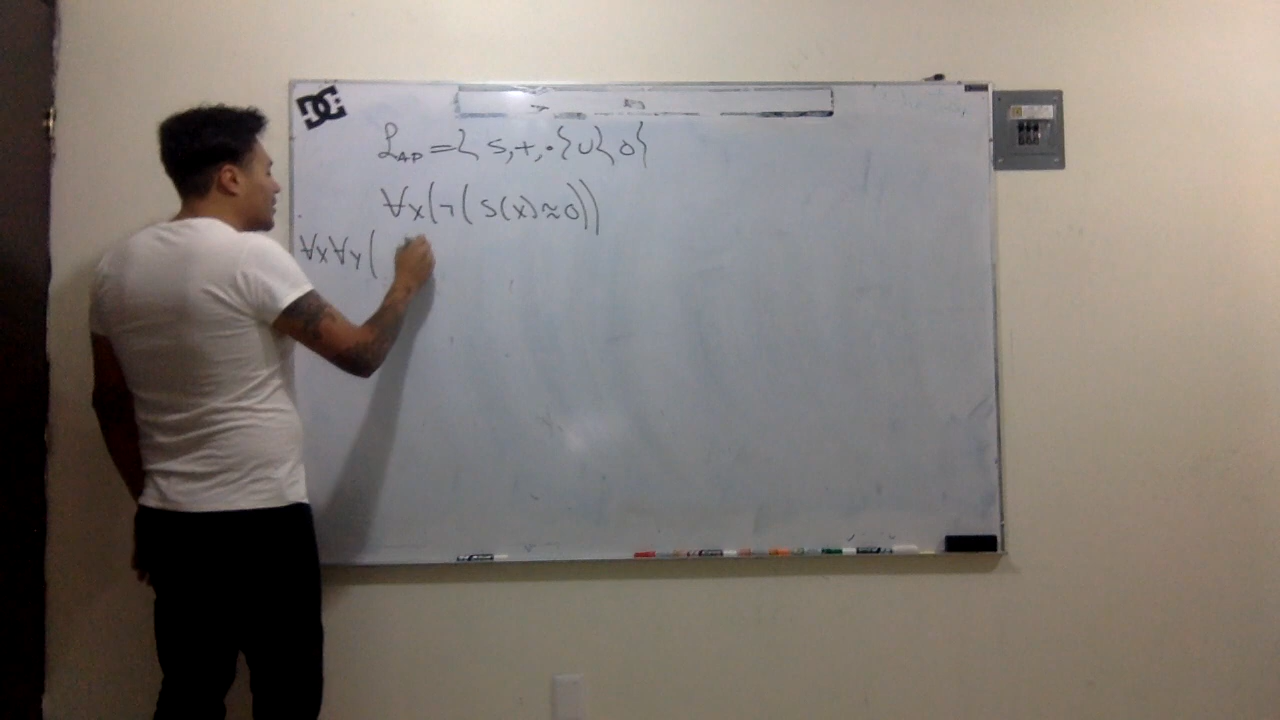 DC
ℒ_AP = { S, +, · } ∪ { 0 }
∀x(¬( S(x) ≈ 0))
∀x∀y(